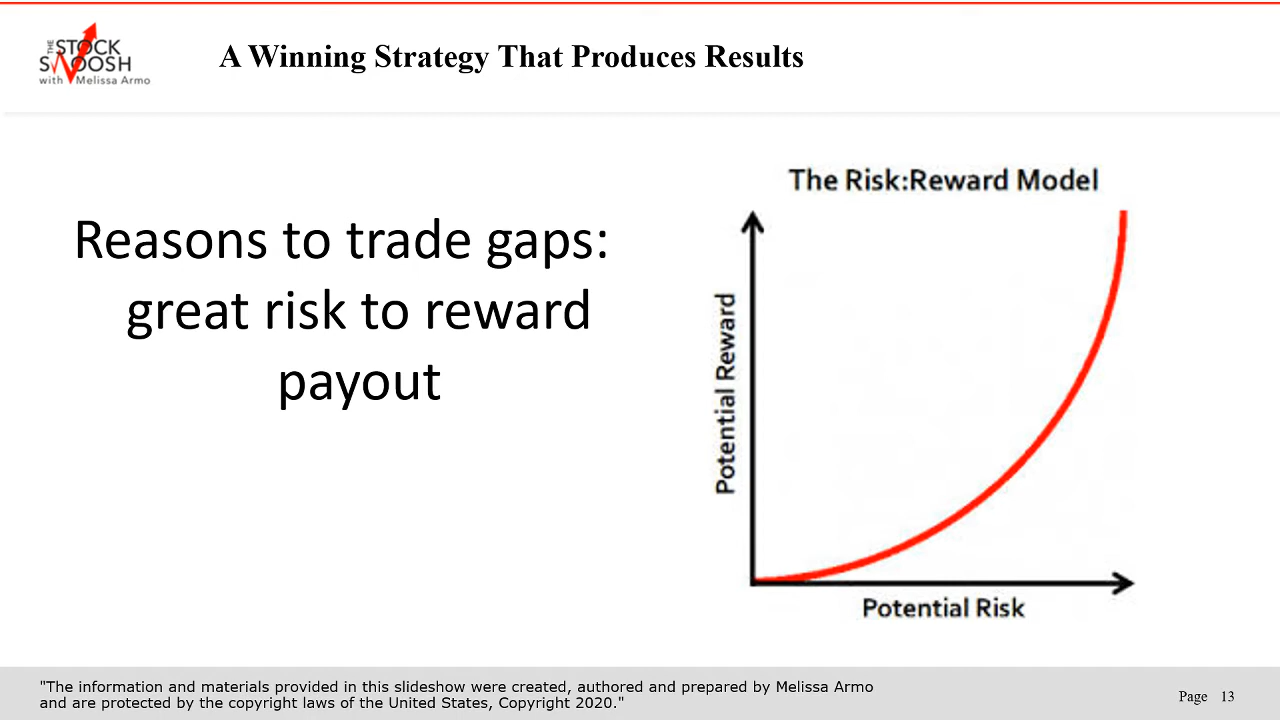 THE
STOCK
SWOOSH
with Melissa Armo
A Winning Strategy That Produces Results
Reasons to trade gaps:
great risk to reward
payout
The Risk:Reward Model
Potential Reward
Potential Risk
"The information and materials provided in this slideshow were created, authored and prepared by Melissa Armo
and are protected by the copyright laws of the United States, Copyright 2020."
Page 13